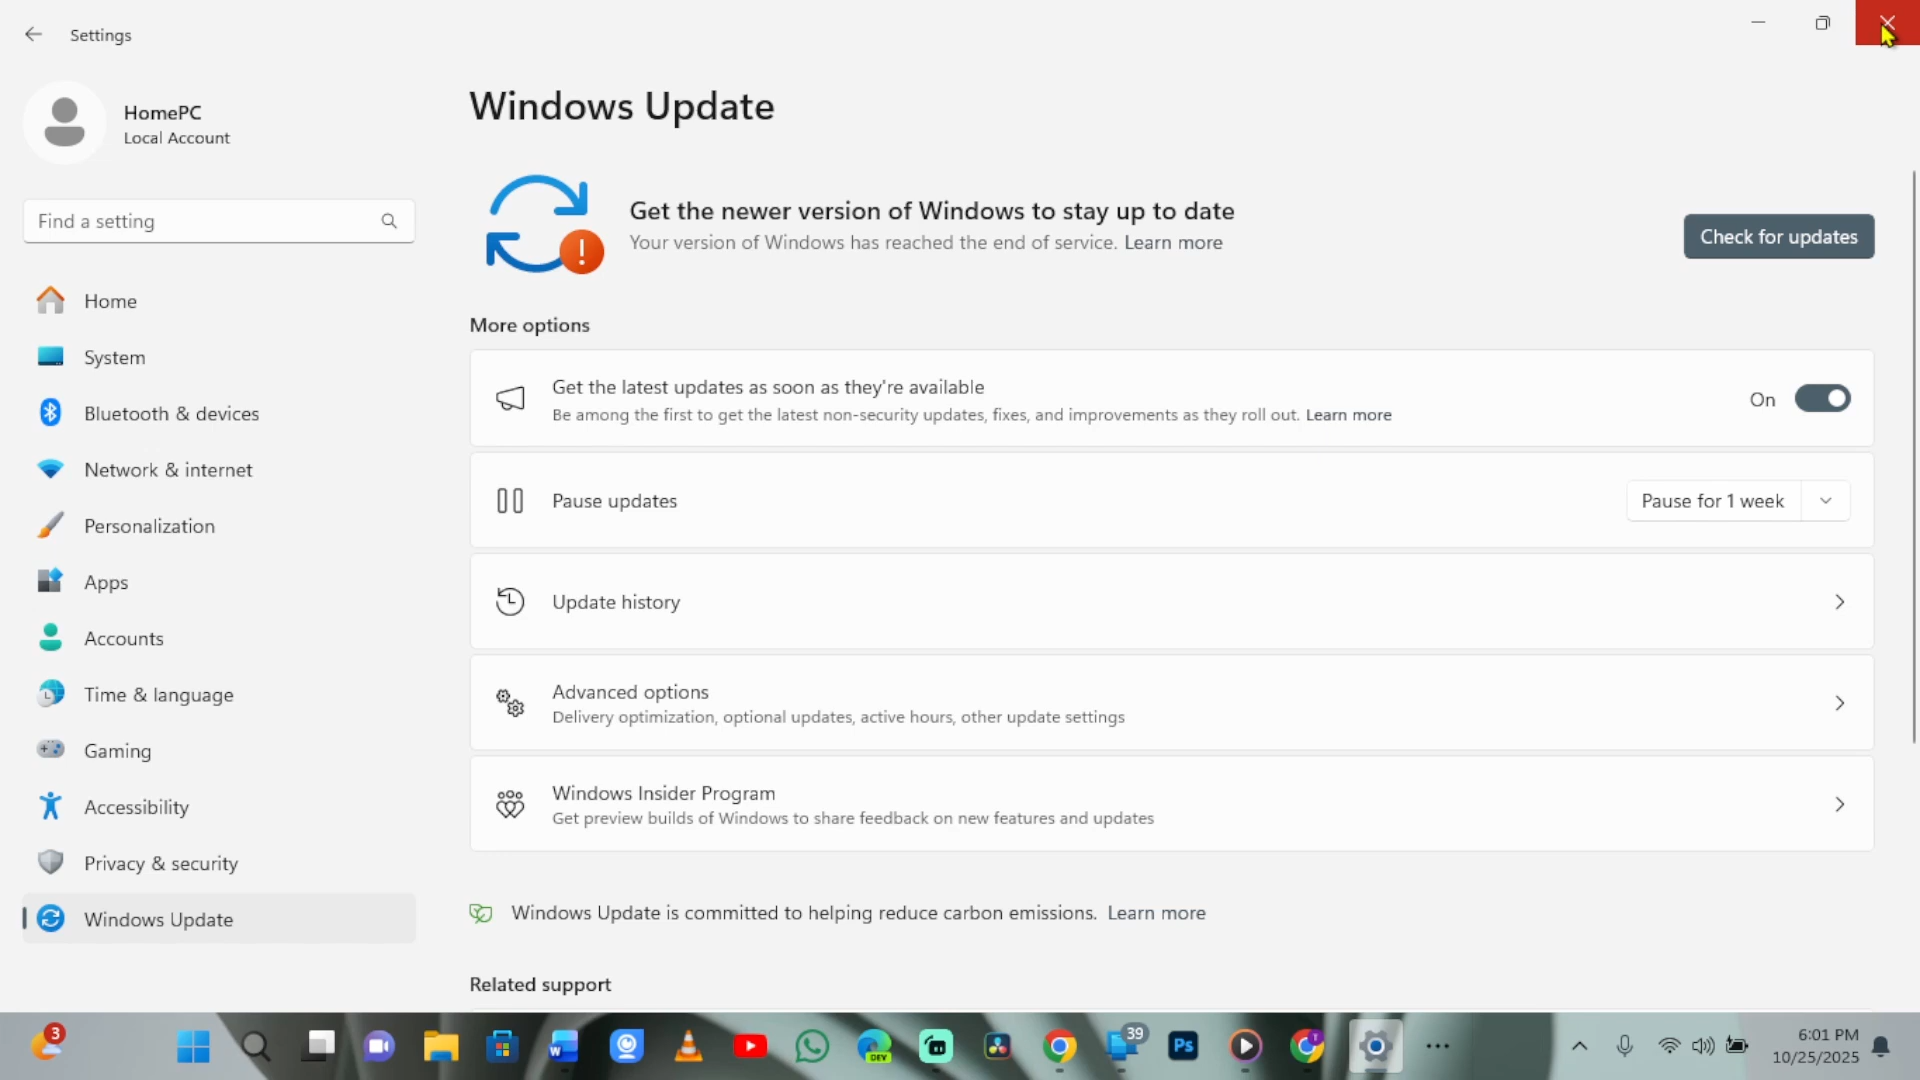 Settings
HomePC
Local Account
Find a setting
Home
System
Bluetooth & devices
Network & internet
Personalization
Apps
Accounts
Time & language
Gaming
Accessibility
Privacy & security
Windows Update
Windows Update
Get the newer version of Windows to stay up to date
Your version of Windows has reached the end of service. Learn more
Check for updates
More options
Get the latest updates as soon as they're available
Be among the first to get the latest non-security updates, fixes, and improvements as they roll out. Learn more
On
Pause updates
Pause for 1 week
Update history
Advanced options
Delivery optimization, optional updates, active hours, other update settings
Windows Insider Program
Get preview builds of Windows to share feedback on new features and updates
Windows Update is committed to helping reduce carbon emissions. Learn more
Related support
3
W
DEV
39
Ps
T
6:01 PM
10/25/2025